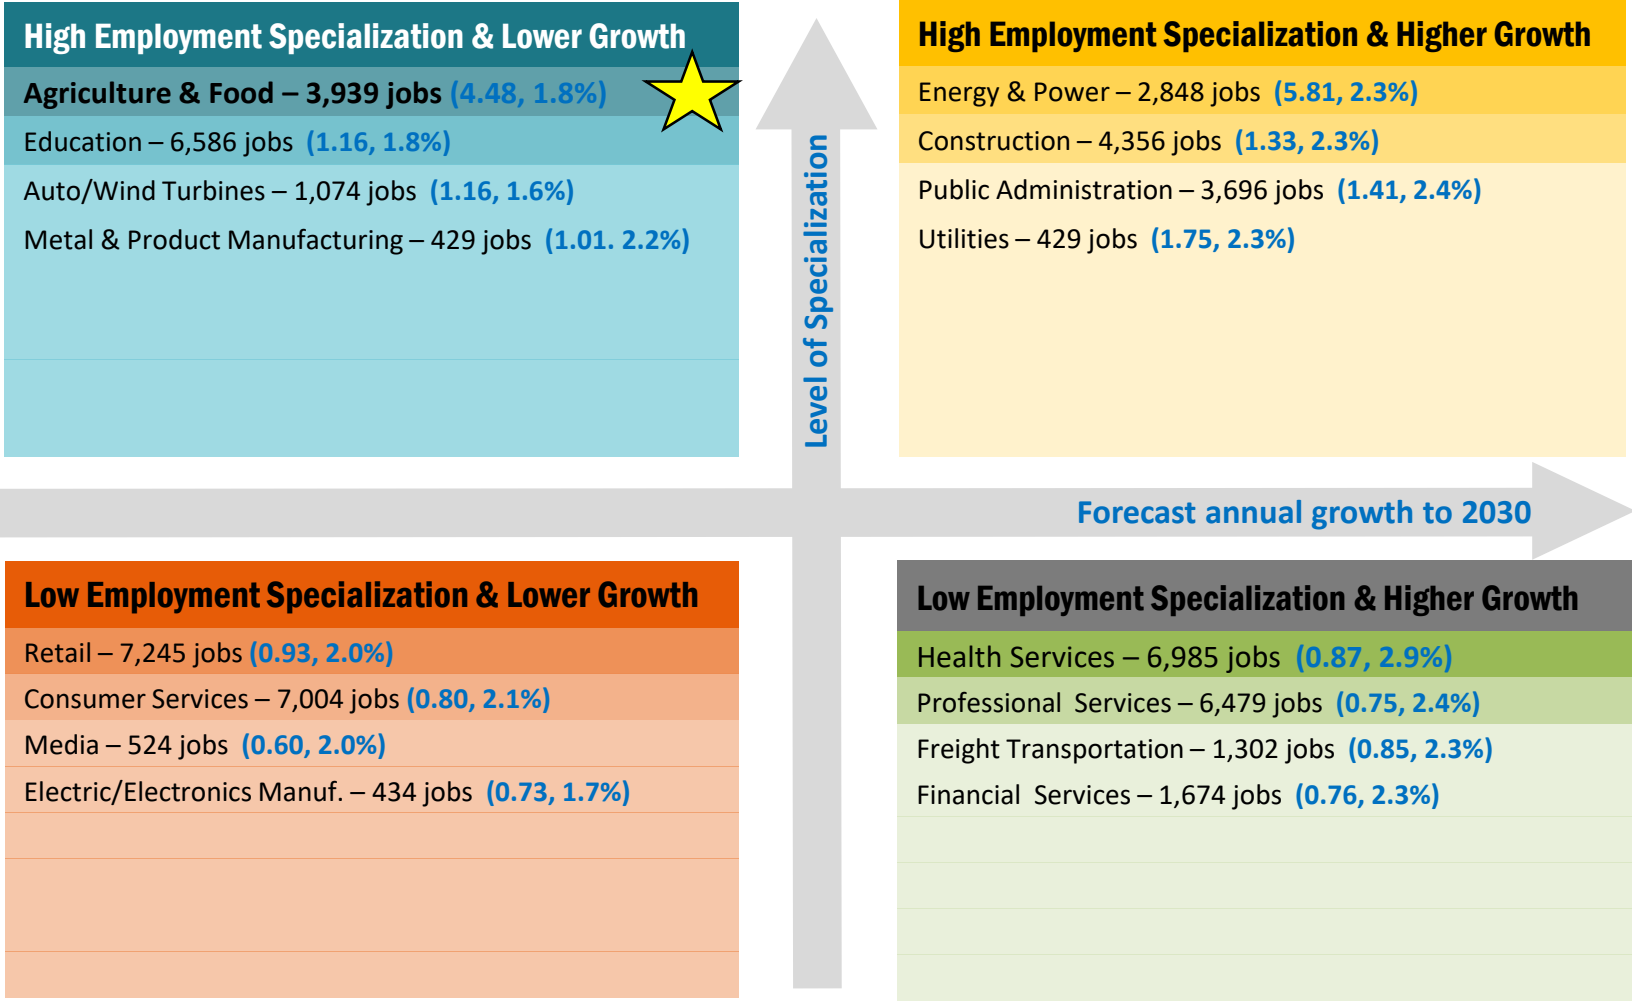 High Employment Specialization & Lower Growth
Agriculture & Food – 3,939 jobs (4.48, 1.8%)
Education – 6,586 jobs (1.16, 1.8%)
Auto/Wind Turbines – 1,074 jobs (1.16, 1.6%)
Metal & Product Manufacturing – 429 jobs (1.01. 2.2%)
Level of Specialization
High Employment Specialization & Higher Growth
Energy & Power – 2,848 jobs (5.81, 2.3%)
Construction – 4,356 jobs (1.33, 2.3%)
Public Administration – 3,696 jobs (1.41, 2.4%)
Utilities – 429 jobs (1.75, 2.3%)
Forecast annual growth to 2030
Low Employment Specialization & Lower Growth
Retail – 7,245 jobs (0.93, 2.0%)
Consumer Services – 7,004 jobs (0.80, 2.1%)
Media – 524 jobs (0.60, 2.0%)
Electric/Electronics Manuf. – 434 jobs (0.73, 1.7%)
Low Employment Specialization & Higher Growth
Health Services – 6,985 jobs (0.87, 2.9%)
Professional Services – 6,479 jobs (0.75, 2.4%)
Freight Transportation – 1,302 jobs (0.85, 2.3%)
Financial Services – 1,674 jobs (0.76, 2.3%)